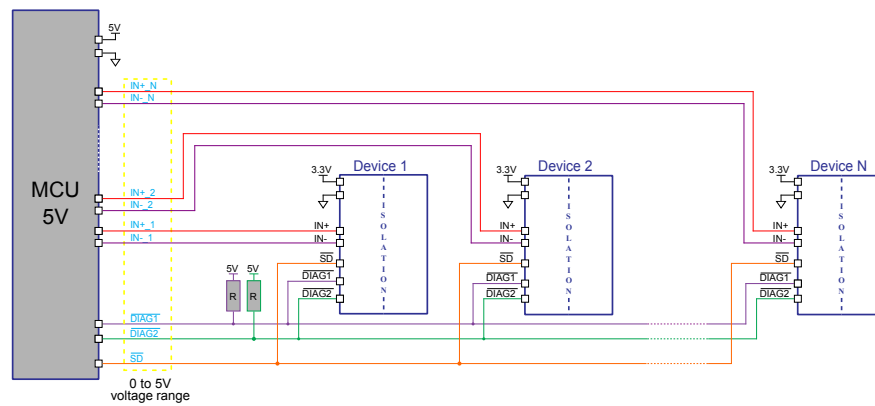 5V
IN+_N
IN-_N
MCU
5V
IN+_2
IN-_2
IN+_1
IN-_1
DIAG1
DIAG2
SD
0 to 5V
voltage range
5V
5V
R
R
Device 1
3.3V
IN+
IN-
SD
DIAG1
DIAG2
ISOLATION
Device 2
3.3V
IN+
IN-
SD
DIAG1
DIAG2
ISOLATION
Device N
3.3V
IN+
IN-
SD
DIAG1
DIAG2
ISOLATION